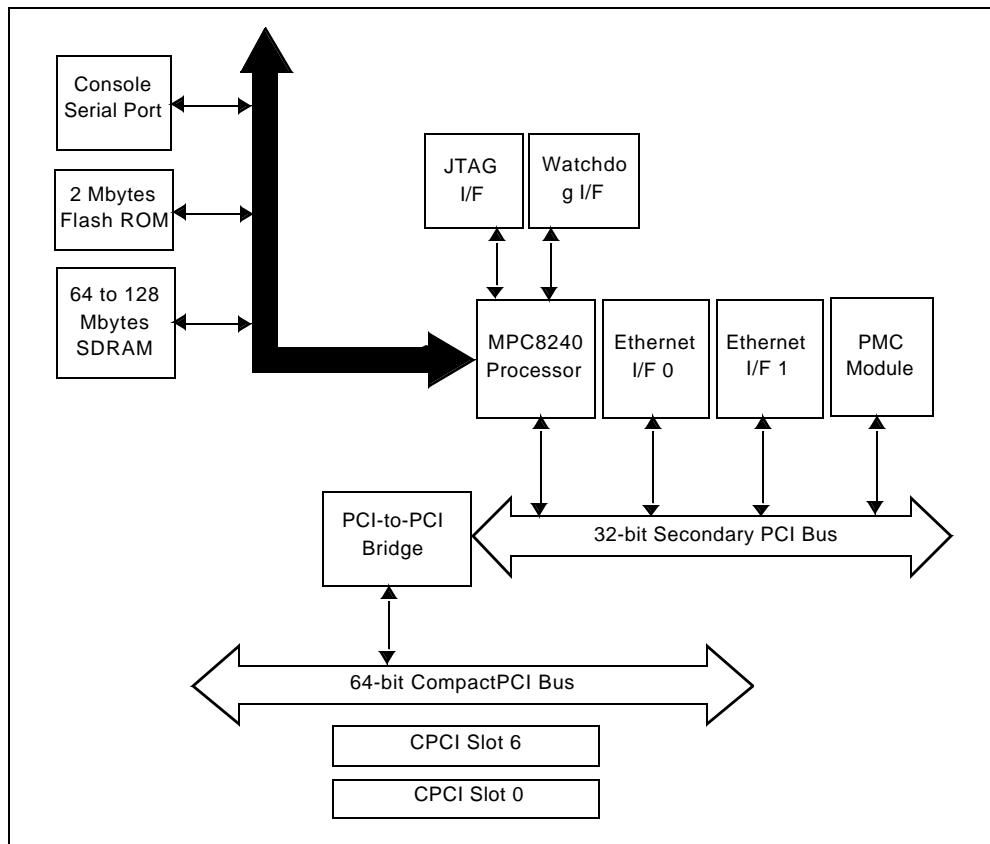 Console
Serial Port
2 Mbytes
Flash ROM
64 to 128
Mbytes
SDRAM
JTAG
I/F
Watchdo
g I/F
MPC8240
Processor
Ethernet
I/F 0
Ethernet
I/F 1
PMC
Module
PCI-to-PCI
Bridge
32-bit Secondary PCI Bus
64-bit CompactPCI Bus
CPCI Slot 6
CPCI Slot 0